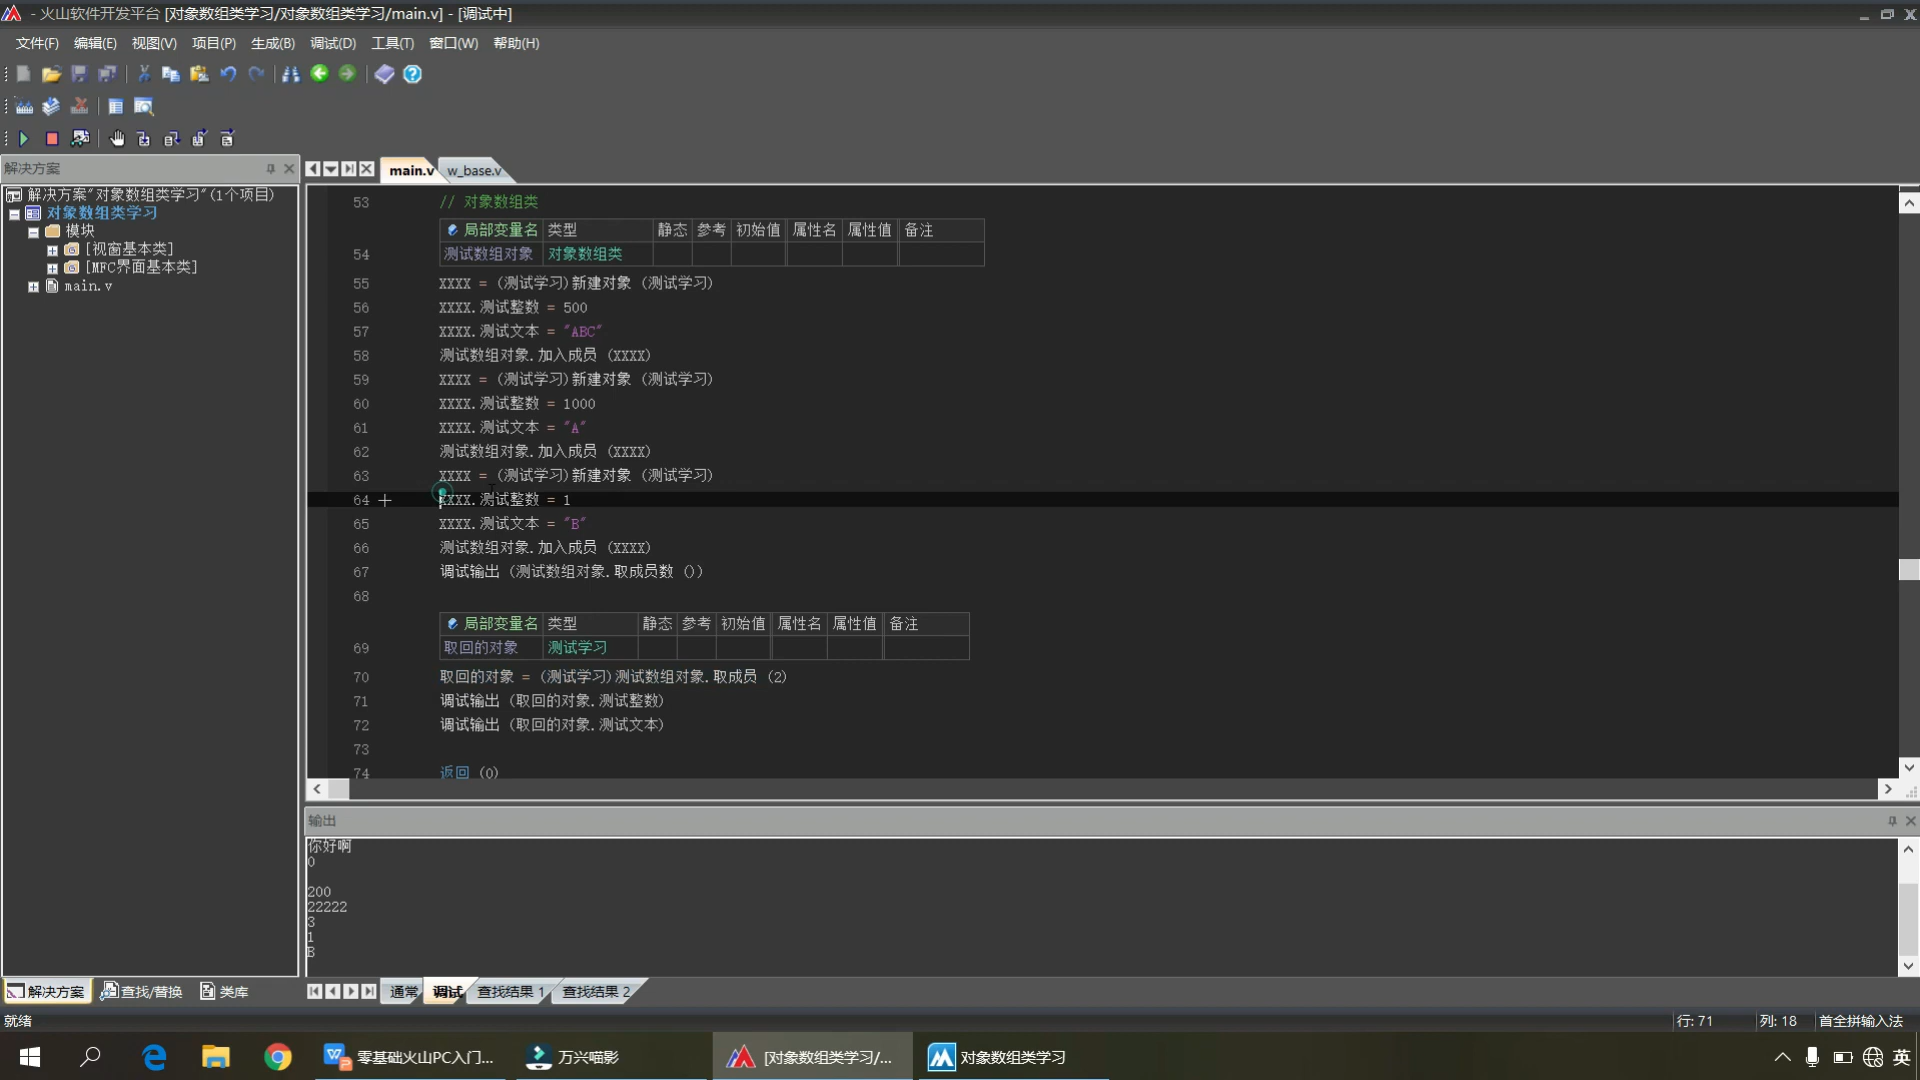 - 火山软件开发平台 [对象数组类学习/对象数组类学习/main.v] - [调试中]
文件(F) 编辑(E) 视图(V) 项目(P) 生成(B) 调试(D) 工具(T) 窗口(W) 帮助(H)
解决方案
main.v w_base.v
解决方案"对象数组类学习"(1个项目)
对象数组类学习
模块
[视窗基本类]
[MFC界面基本类]
main.v
53 // 对象数组类
局部变量名 类型 静态 参考 初始值 属性名 属性值 备注
54 测试数组对象 对象数组类
55 XXXX = (测试学习)新建对象 (测试学习)
56 XXXX.测试整数 = 500
57 XXXX.测试文本 = "ABC"
58 测试数组对象.加入成员 (XXXX)
59 XXXX = (测试学习)新建对象 (测试学习)
60 XXXX.测试整数 = 1000
61 XXXX.测试文本 = "A"
62 测试数组对象.加入成员 (XXXX)
63 XXXX = (测试学习)新建对象 (测试学习)
64 XXXX.测试整数 = 1
65 XXXX.测试文本 = "B"
66 测试数组对象.加入成员 (XXXX)
67 调试输出 (测试数组对象.取成员数 ())
68
局部变量名 类型 静态 参考 初始值 属性名 属性值 备注
69 取回的对象 测试学习
70 取回的对象 = (测试学习)测试数组对象.取成员 (2)
71 调试输出 (取回的对象.测试整数)
72 调试输出 (取回的对象.测试文本)
73
74 返回 (0)
输出
你好啊
0
200
22222
3
1
B
解决方案 查找/替换 类库 通常 调试 查找结果 1 查找结果 2
就绪 行: 71 列: 18 首全拼输入法
零基础火山PC入门... 万兴喵影 [对象数组类学习/... 对象数组类学习 英